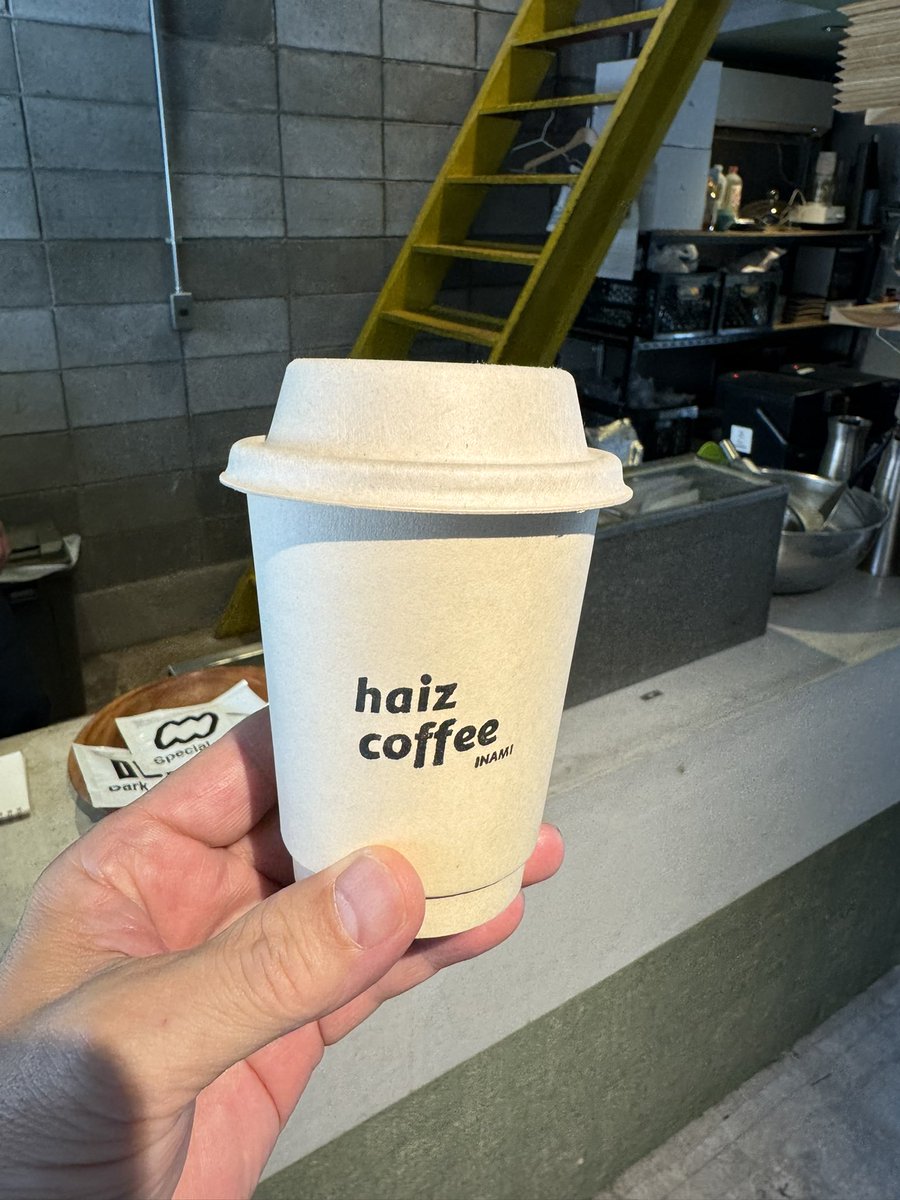 haiz
coffee
INAMI
Special
Dark